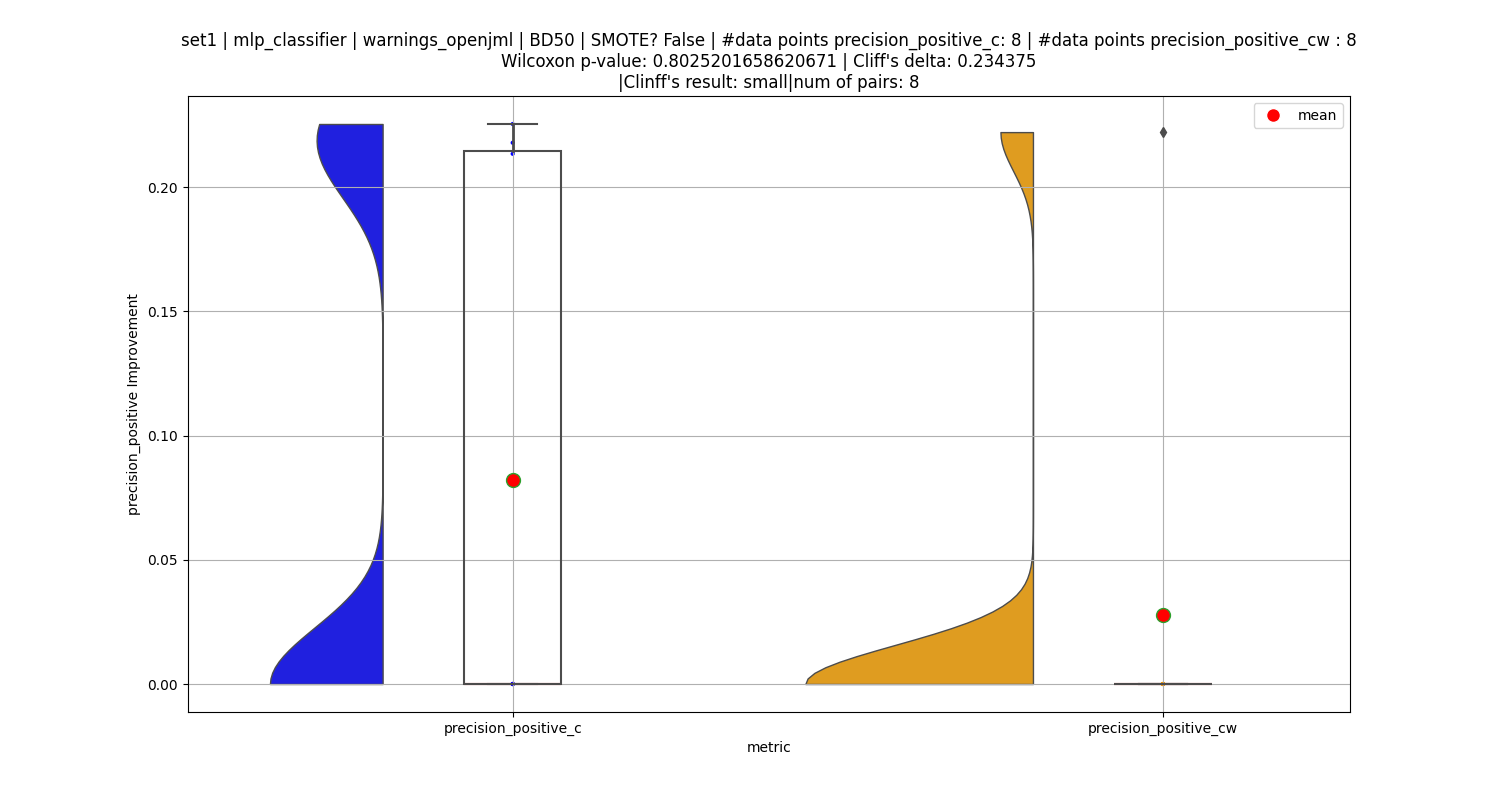 set1 | mlp_classifier | warnings_openjml | BD50 | SMOTE? False | #data points precision_positive_c: 8 | #data points precision_positive_cw : 8
Wilcoxon p-value: 0.8025201658620671 | Cliff's delta: 0.234375
|Clinff's result: small|num of pairs: 8
mean
0.20
0.15
0.10
0.05
0.00
precision_positive Improvement
precision_positive_c
precision_positive_cw
metric